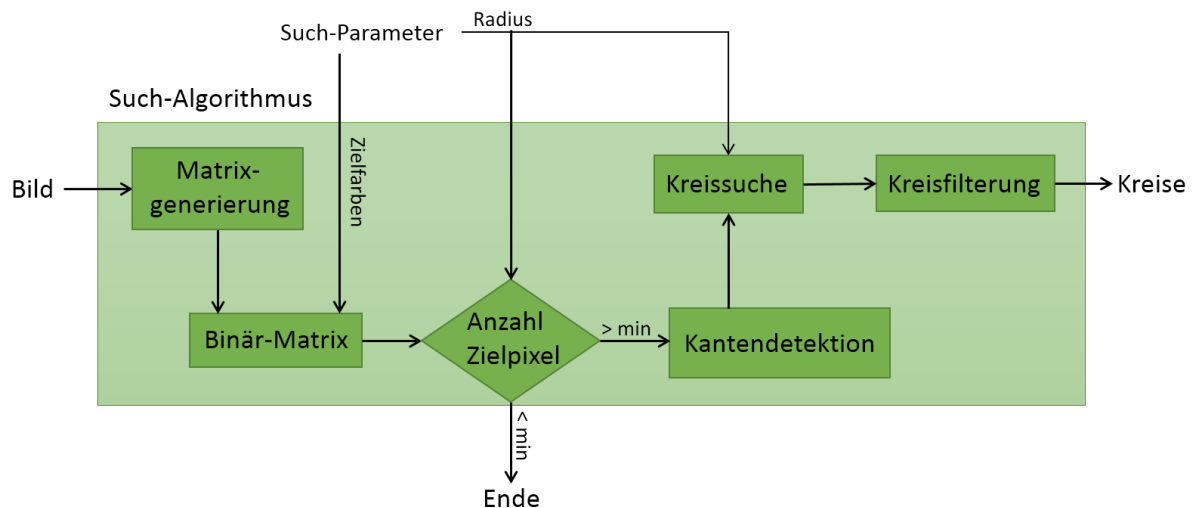 Radius
Such-Parameter
Such-Algorithmus
Zielfarben
Bild
Matrix-
generierung
Kreissuche
Kreisfilterung
Kreise
Binär-Matrix
Anzahl
Zielpixel
> min
Kantendetektion
< min
Ende